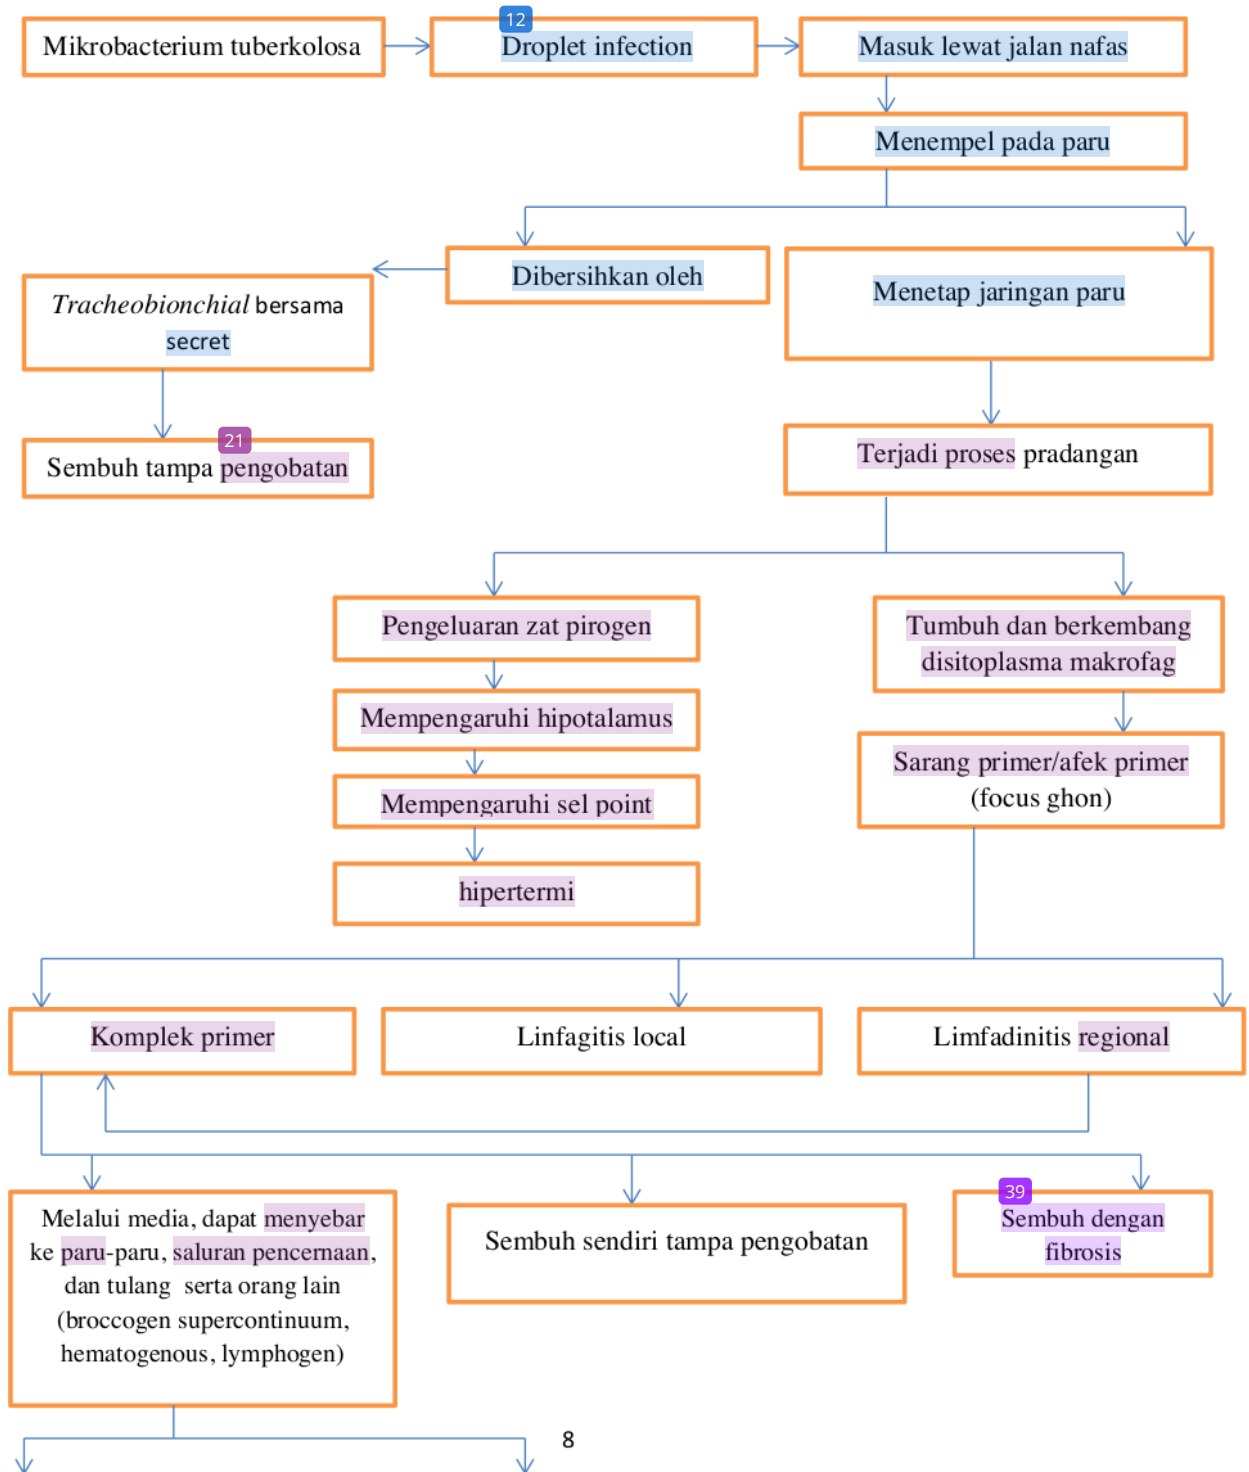 12
Mikrobacterium tuberkolosa
Droplet infection
Masuk lewat jalan nafas
Menempel pada paru
Dibersihkan oleh
Menetap jaringan paru
Tracheobionchial bersama
secret
21
Sembuh tampa pengobatan
Terjadi proses pradangan
Pengeluaran zat pirogen
Tumbuh dan berkembang
disitoplasma makrofag
Mempengaruhi hipotalamus
Sarang primer/afek primer
(focus ghon)
Mempengaruhi sel point
hipertermi
Komplek primer
Linfagitis local
Limfadinitis regional
39
Melalui media, dapat menyebar
ke paru-paru, saluran pencernaan,
dan tulang serta orang lain
(broccogen supercontinuum,
hematogenous, lymphogen)
Sembuh sendiri tampa pengobatan
Sembuh dengan
fibrosis
8